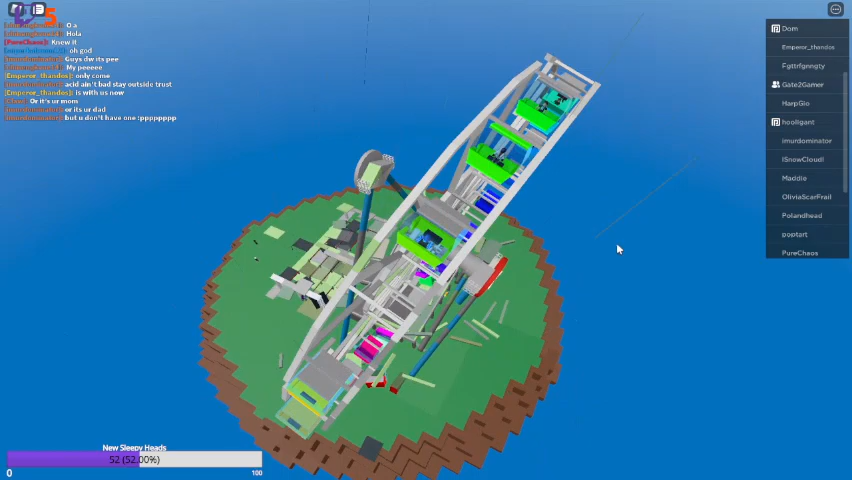 5
O a
Hola
[PureChaos]: Knew it
oh god
Guys dw its pee
My peeeee
[Emperor_thandos]: only come
acid ain't bad stay outside trust
[Emperor_thandos]: is with us now
Or it's ur mom
or its ur dad
but u don't have one :pppppppp
Dom
Emperor_thandos
Fgttrfgnngty
Gate2Gamer
HarpGio
hooligant
imurdominator
ISnowCloudI
Maddie
OliviaScarFrail
Polandhead
poptart
PureChaos
New Sleepy Heads
52 (52.00%)
0
100